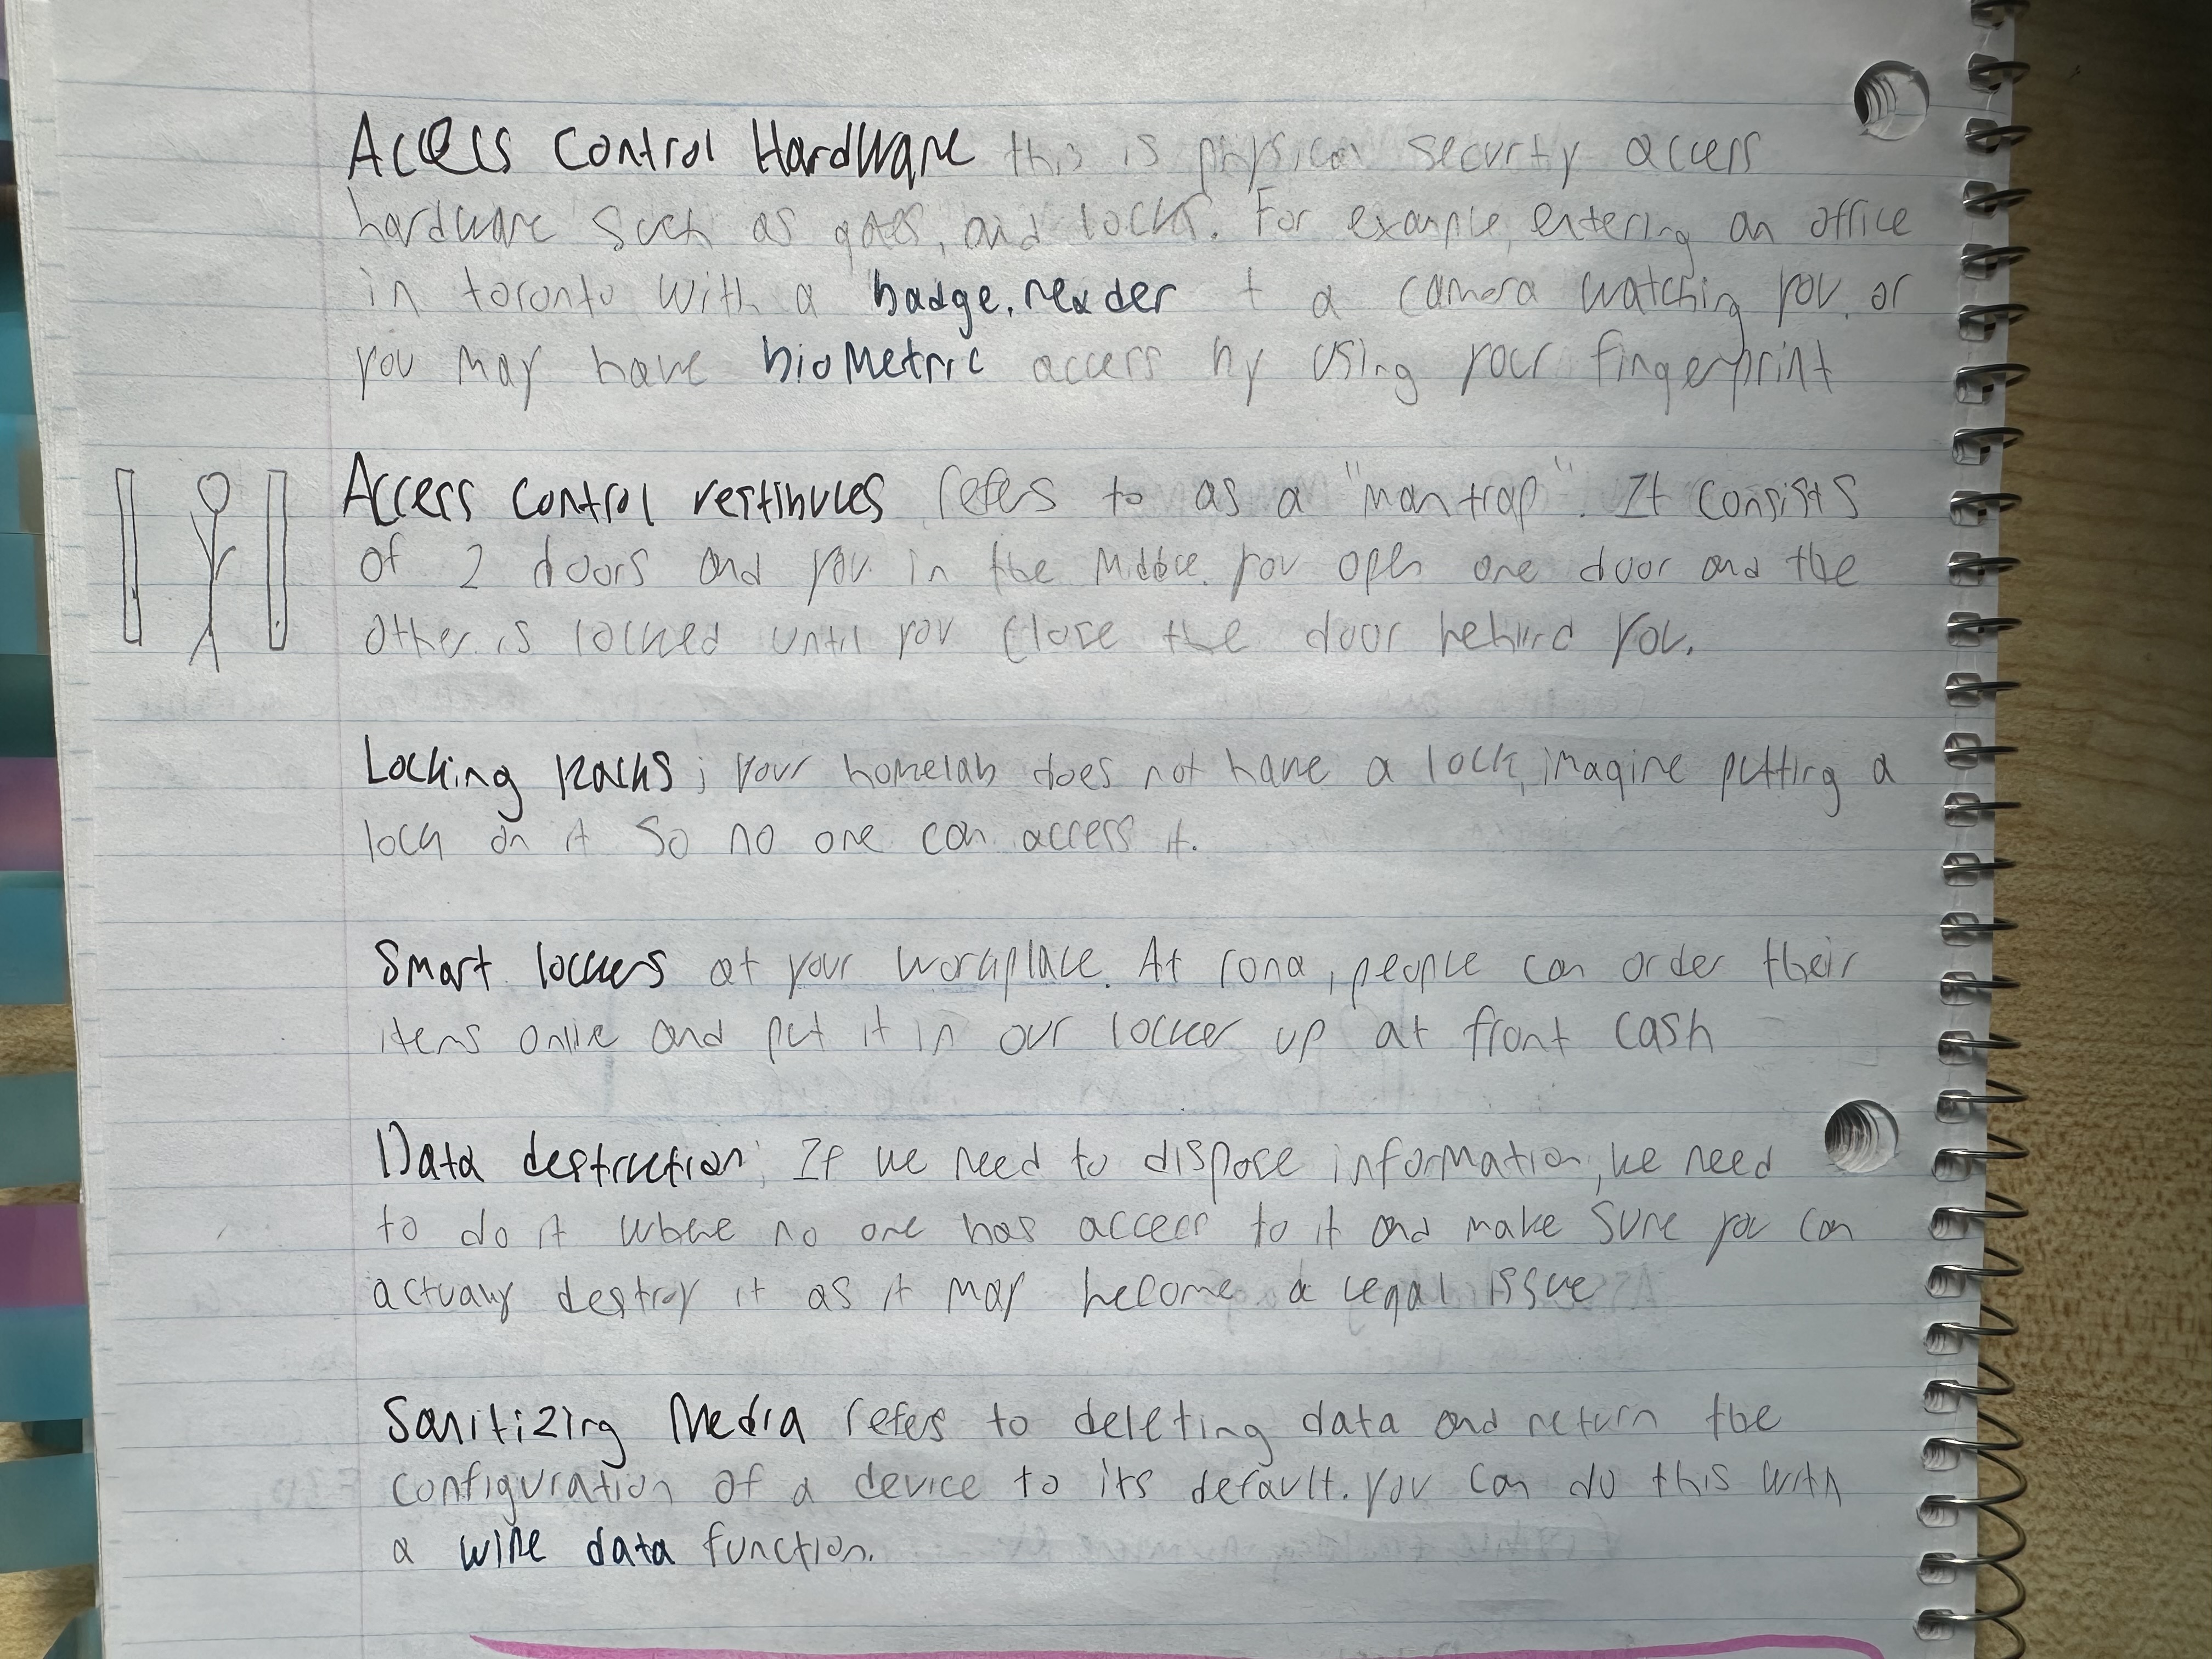 Access Control Hardware this is physical security access
hardware such as gates, and locks. For example, entering an office
in toronto with a badge reader + a camera watching you. or
you may have bioMetric access by using your fingerprint
Access control vestibules refers to as a "mantrap". It consists
of 2 doors and you in the middle. you open one door and the
other is locked until you close the door behind you.
Locking Racks; your homelab does not have a lock, imagine putting a
lock on it so no one can access it.
Smart lockers at your workplace. At rona, people can order their
items online and put it in our locker up at front cash
Data destruction; If we need to dispose information, we need
to do it where no one has access to it and make sure you can
actually destroy it as it may become a legal issue
Sanitizing Media refers to deleting data and return the
configuration of a device to its default. you can do this with
a wipe data function.